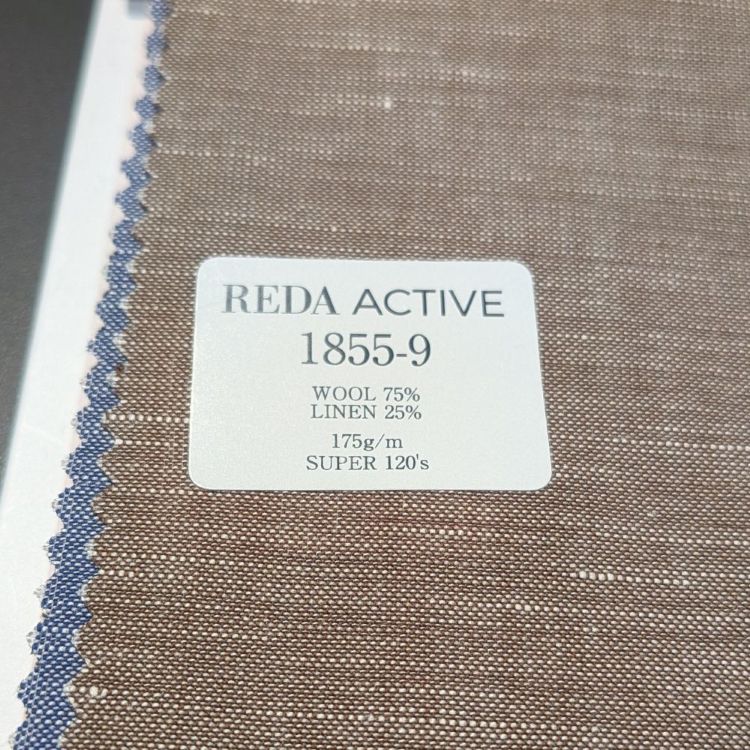 REDA ACTIVE
1855-9
WOOL 75%
LINEN 25%
175g/m
SUPER 120's